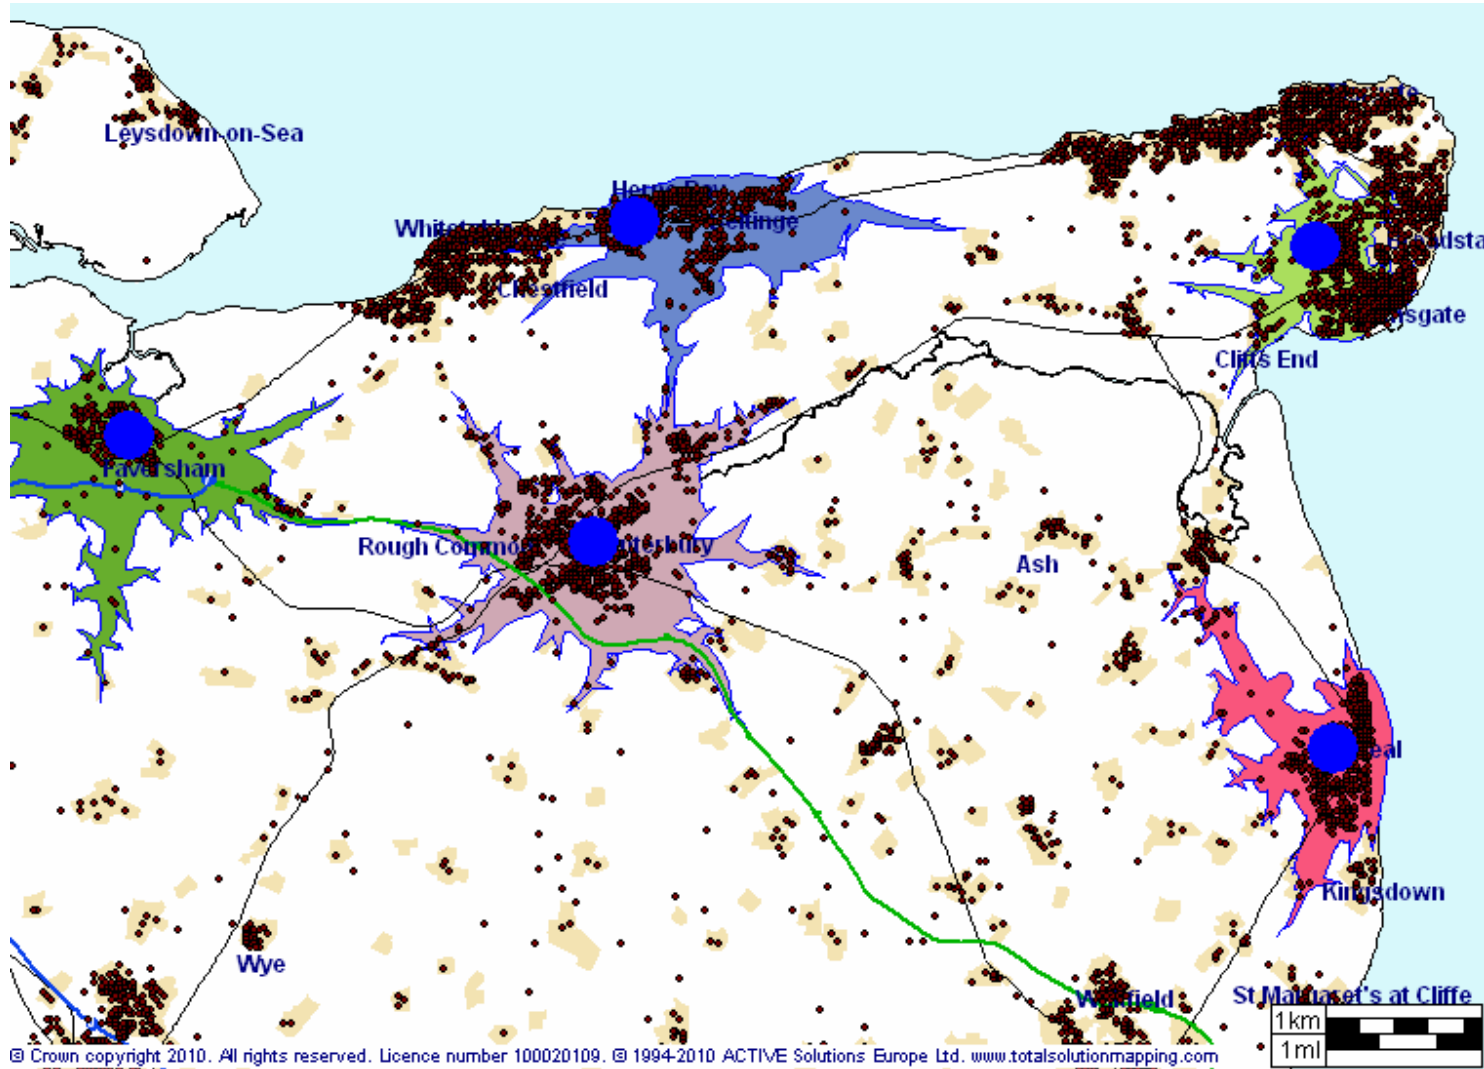 Leysdown-on-Sea
Herne Bay
Whitstable
Beltinge
Chestfield
Cliffs End
Faversham
Rough Common
Canterbury
Ash
Deal
Kingsdown
Wye
Whitfield
St Margaret's at Cliffe
1km
1ml
© Crown copyright 2010. All rights reserved. Licence number 100020109. © 1994-2010 ACTIVE Solutions Europe Ltd. www.totalsolutionmapping.com